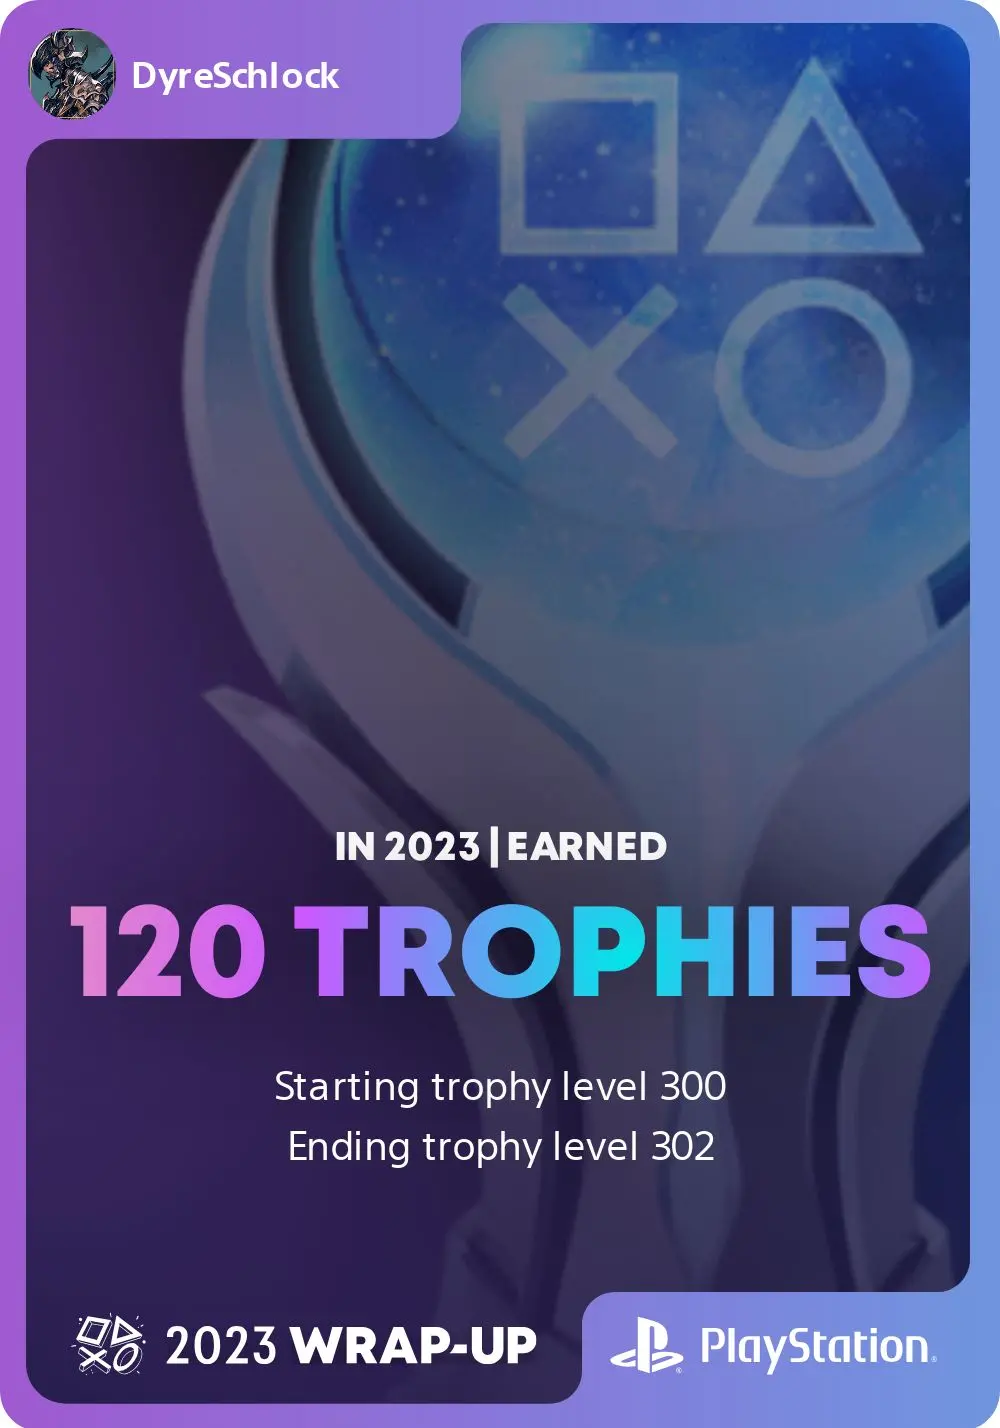 DyreSchlock
IN 2023 | EARNED
120 TROPHIES
Starting trophy level 300
Ending trophy level 302
2023 WRAP-UP
PlayStation®